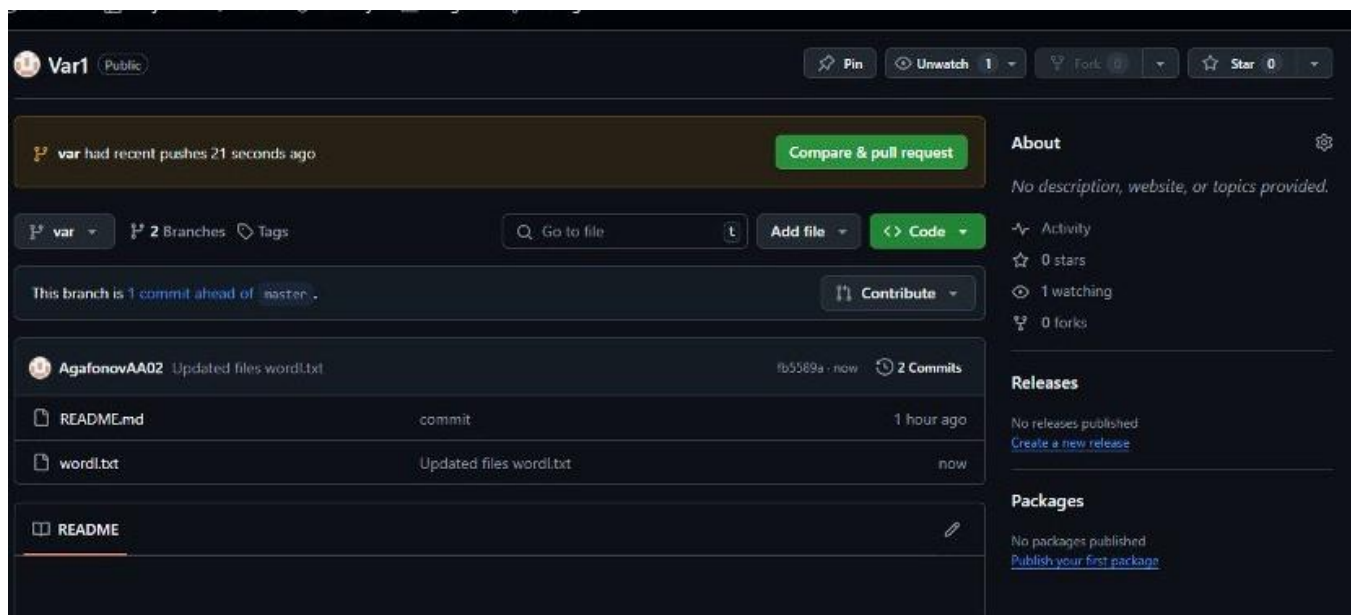 Var1 Public
Pin
Unwatch 1
Fork 0
Star 0
var had recent pushes 21 seconds ago
Compare & pull request
var
2 Branches
Tags
Go to file
t
Add file
<> Code
This branch is 1 commit ahead of master .
Contribute
AgafonovAA02 Updated files wordl.txt
fb5589a · now
2 Commits
README.md commit 1 hour ago
wordl.txt Updated files wordl.txt now
README
About
No description, website, or topics provided.
Activity
0 stars
1 watching
0 forks
Releases
No releases published
Create a new release
Packages
No packages published
Publish your first package